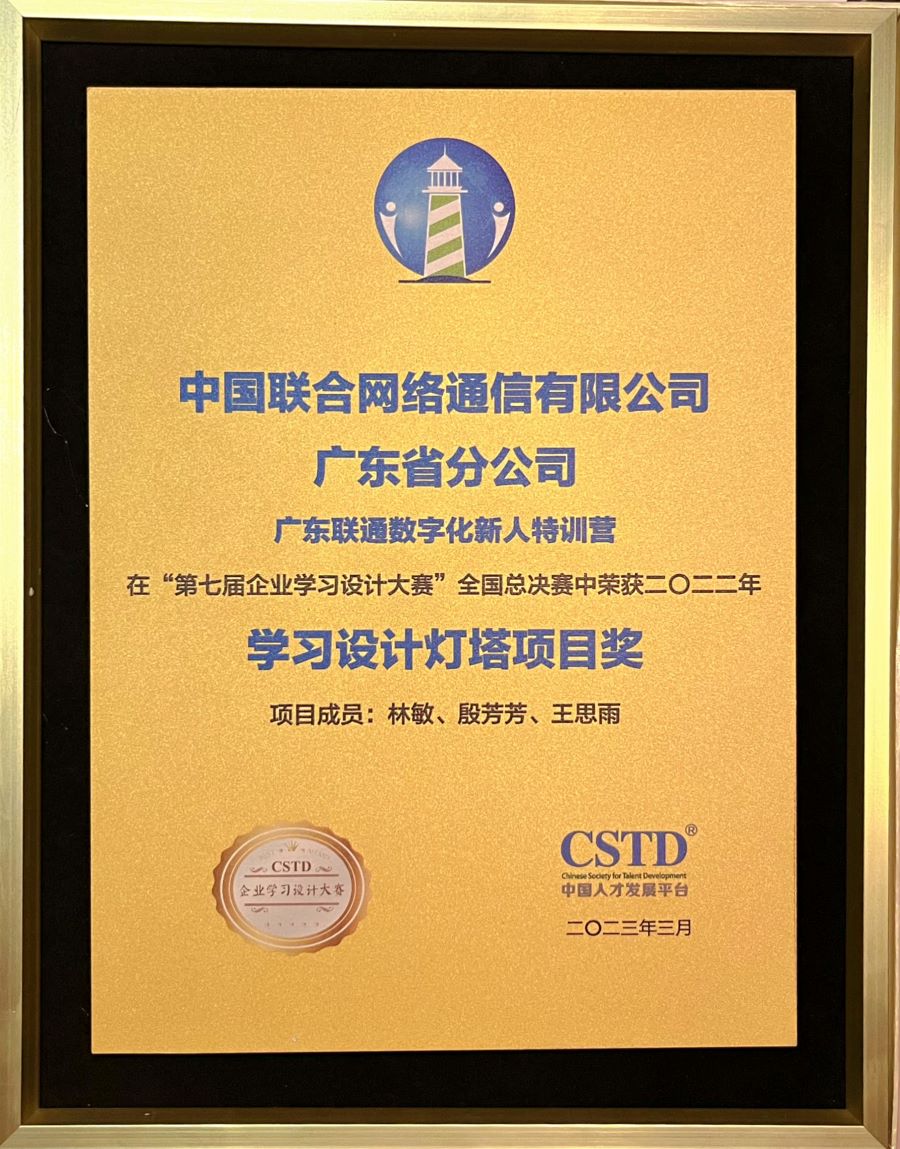 中国联合网络通信有限公司
广东省分公司
广东联通数字化新人特训营
在“第七届企业学习设计大赛”全国总决赛中荣获二〇二二年
学习设计灯塔项目奖
项目成员：林敏、殷芳芳、王思雨
CSTD
企业学习设计大赛
CSTD®
Chinese Society for Talent Development
中国人才发展平台
二〇二三年三月